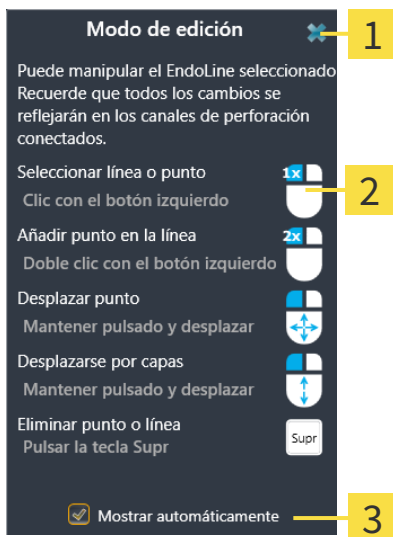 Modo de edición
1
Puede manipular el EndoLine seleccionado
Recuerde que todos los cambios se
reflejarán en los canales de perforación
conectados.
Seleccionar línea o punto
1x
Clic con el botón izquierdo
2
Añadir punto en la línea
2x
Doble clic con el botón izquierdo
Desplazar punto
Mantener pulsado y desplazar
Desplazarse por capas
Mantener pulsado y desplazar
Eliminar punto o línea
Pulsar la tecla Supr
Supr
Mostrar automáticamente
3